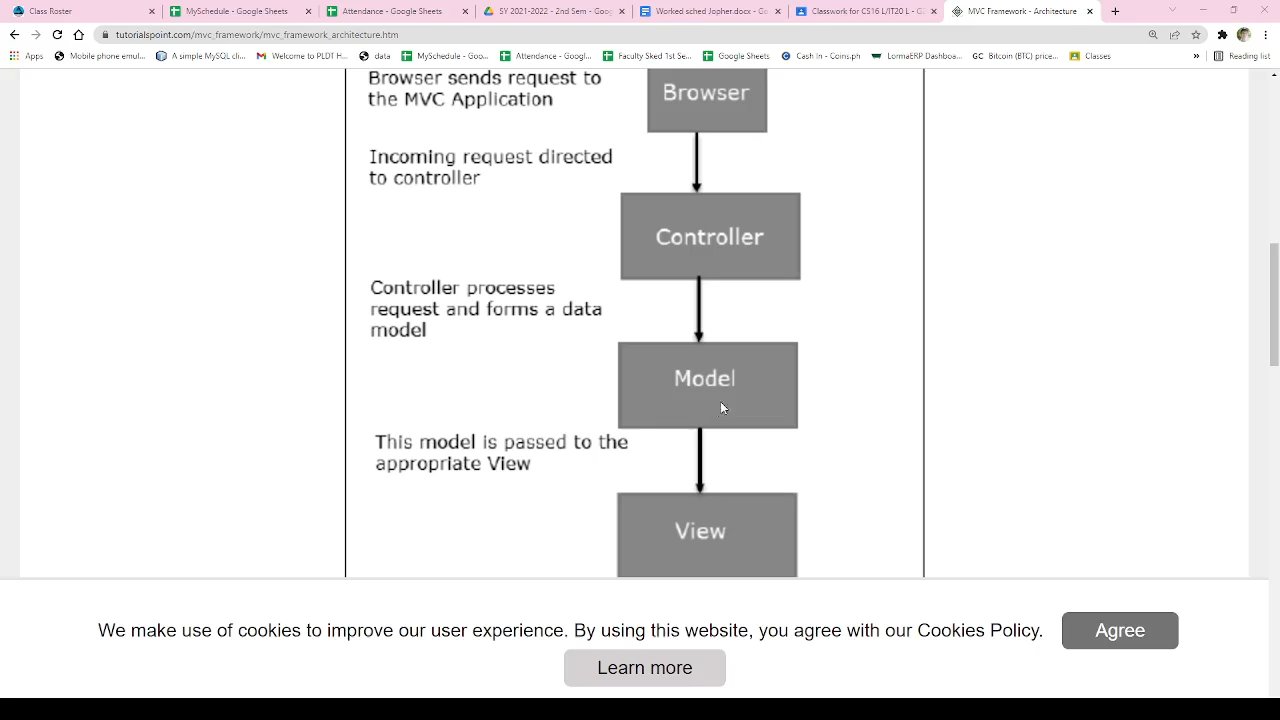 Class Roster
MySchedule - Google Sheets
Attendance - Google Sheets
SY 2021-2022 - 2nd Sem - Goog
Worked sched Jopher.docx - Go
Classwork for CS16 L/IT20 L - G
MVC Framework - Architecture
tutorialspoint.com/mvc_framework/mvc_framework_architecture.htm
Apps
Mobile phone emul...
A simple MySQL cli...
Welcome to PLDT H...
data
MySchedule - Googl...
Attendance - Googl...
Faculty Sked 1st Se...
Google Sheets
Cash In - Coins.ph
LormaERP Dashboa...
GC Bitcoin (BTC) price...
Classes
»
Reading list
Browser sends request to
the MVC Application
Browser
Incoming request directed
to controller
Controller
Controller processes
request and forms a data
model
Model
This model is passed to the
appropriate View
View
We make use of cookies to improve our user experience. By using this website, you agree with our Cookies Policy.
Agree
Learn more